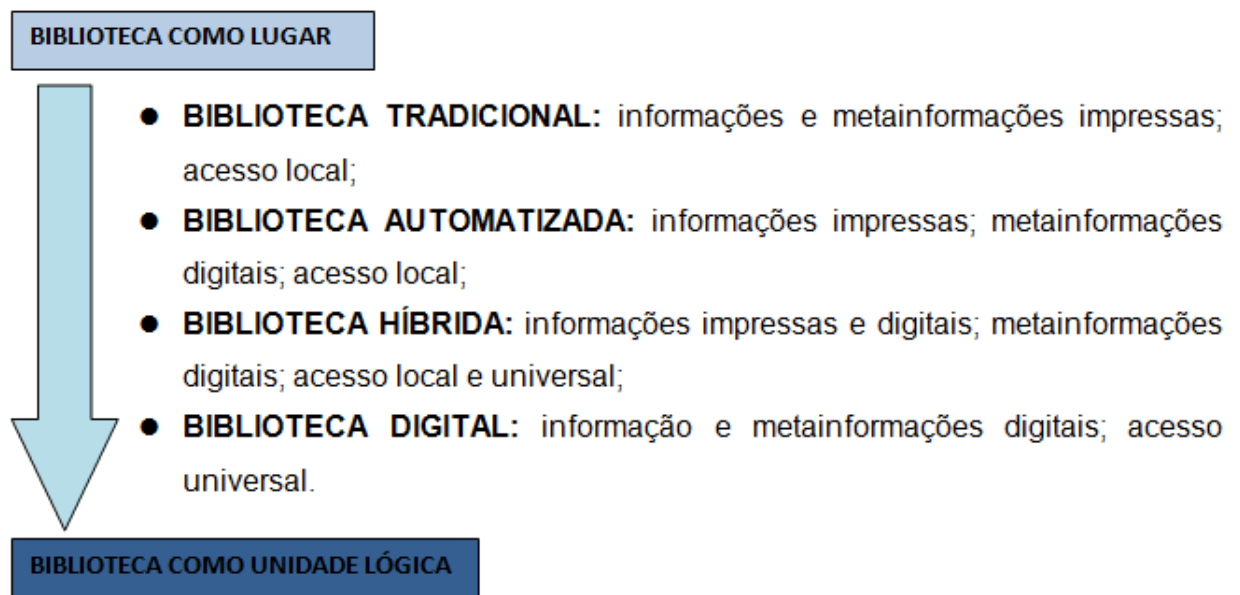 BIBLIOTECA COMO LUGAR
● BIBLIOTECA TRADICIONAL: informações e metainformações impressas;
acesso local;
● BIBLIOTECA AUTOMATIZADA: informações impressas; metainformações
digitais; acesso local;
● BIBLIOTECA HÍBRIDA: informações impressas e digitais; metainformações
digitais; acesso local e universal;
● BIBLIOTECA DIGITAL: informação e metainformações digitais; acesso
universal.
BIBLIOTECA COMO UNIDADE LÓGICA